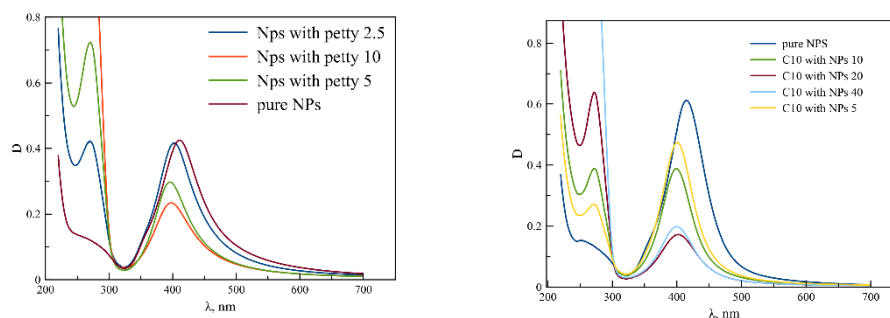 0.8
0.6
0.4
0.2
0
D
200
300
400
500
600
700
λ, nm
Nps with petty 2.5
Nps with petty 10
Nps with petty 5
pure NPs
0.8
0.6
0.4
0.2
0
D
200
300
400
500
600
700
λ, nm
pure NPS
C10 with NPs 10
C10 with NPs 20
C10 with NPs 40
C10 with NPs 5